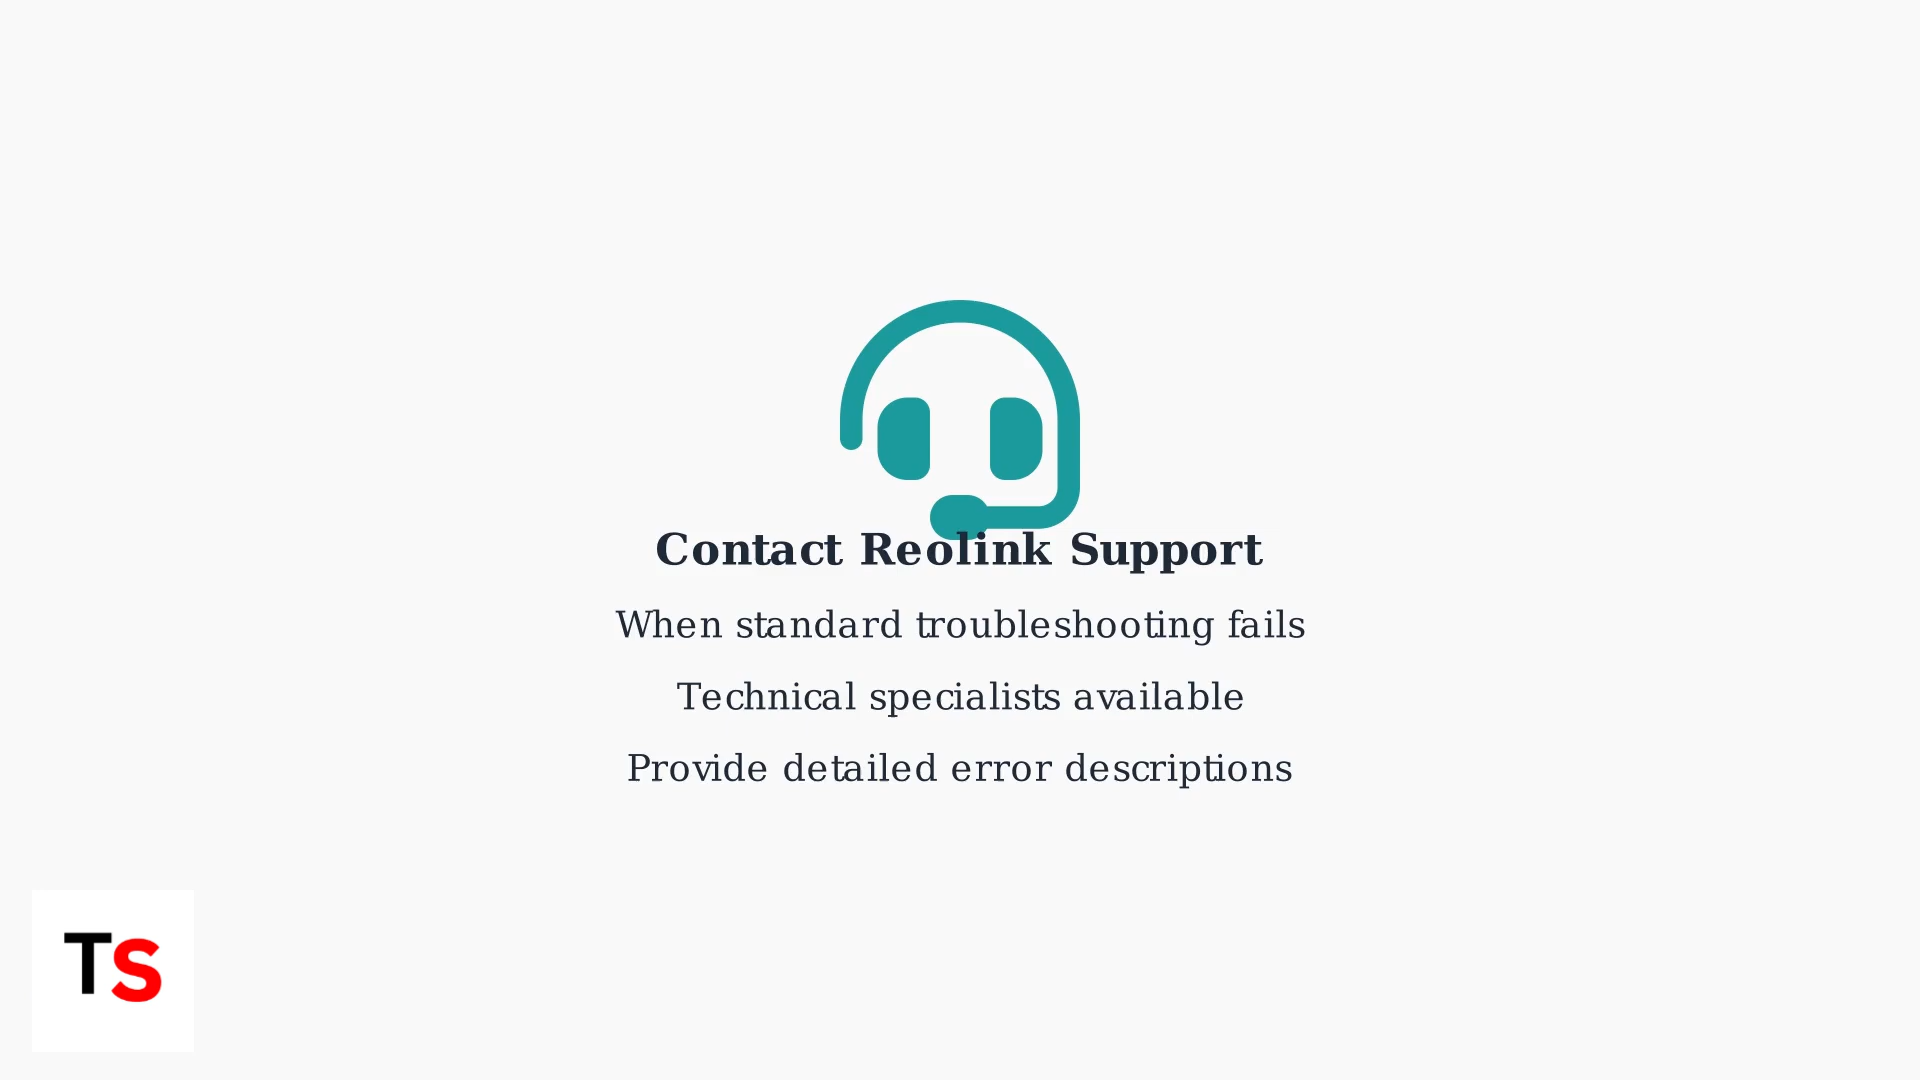 Contact Reolink Support
When standard troubleshooting fails
Technical specialists available
Provide detailed error descriptions
TS